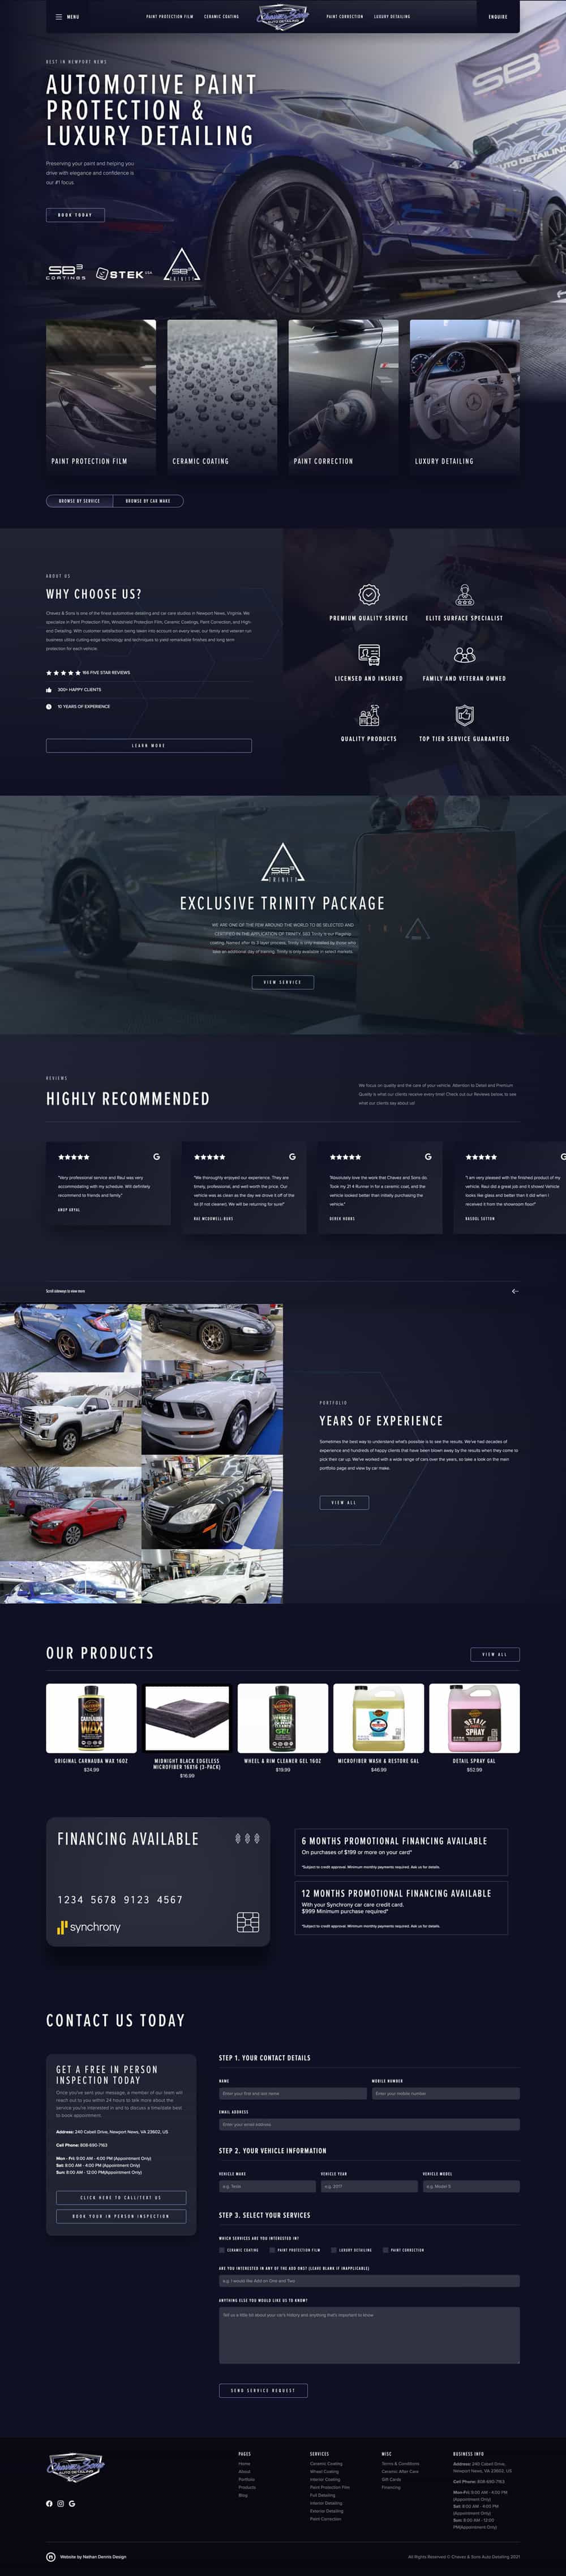 MENU
PAINT PROTECTION FILM
CERAMIC COATING
Chavez & Sons
AUTO DETAILING
PAINT CORRECTION
LUXURY DETAILING
ENQUIRE
BEST IN NEWPORT NEWS
AUTOMOTIVE PAINT
PROTECTION &
LUXURY DETAILING
Preserving your paint and helping you
drive with elegance and confidence is
our #1 focus
BOOK TODAY
SB3
COATINGS
STEK USA
SB3
TRINITY
PAINT PROTECTION FILM
CERAMIC COATING
PAINT CORRECTION
LUXURY DETAILING
BROWSE BY SERVICE
BROWSE BY CAR MAKE
ABOUT US
WHY CHOOSE US?
Chavez & Sons is one of the finest automotive detailing and car care studios in Newport News, Virginia. We
specialize in Paint Protection Film, Windshield Protection Film, Ceramic Coatings, Paint Correction, and High-
end Detailing. With customer satisfaction being taken into account on every level, our family and veteran run
business utilize cutting-edge technology and techniques to yield remarkable finishes and long term
protection for each vehicle.
166 FIVE STAR REVIEWS
300+ HAPPY CLIENTS
10 YEARS OF EXPERIENCE
LEARN MORE
PREMIUM QUALITY SERVICE
ELITE SURFACE SPECIALIST
LICENSED AND INSURED
FAMILY AND VETERAN OWNED
QUALITY PRODUCTS
TOP TIER SERVICE GUARANTEED
SB3
TRINITY
EXCLUSIVE TRINITY PACKAGE
WE ARE ONE OF THE FEW AROUND THE WORLD TO BE SELECTED AND
CERTIFIED IN THE APPLICATION OF TRINITY. SB3 Trinity is our Flagship
coating. Named after its 3 layer process, Trinity is only installed by those who
take an additional day of training. Trinity is only available in select markets.
VIEW SERVICE
REVIEWS
HIGHLY RECOMMENDED
We focus on quality and the care of your vehicle. Attention to Detail and Premium
Quality is what our clients receive every time! Check out our Reviews below, to see
what our clients say about us!
"Very professional service and Raul was very
accommodating with my schedule. Will definitely
recommend to friends and family."
ANUP ARYAL
"We thoroughly enjoyed our experience. They are
timely, professional, and well worth the price. Our
vehicle was as clean as the day we drove it off of the
lot (if not cleaner). We will be returning for sure!"
RAE MCDOWELL-BABS
"Absolutely love the work that Chavez and Sons do.
Took my 21 4 Runner in for a ceramic coat, and the
vehicle looked better than initially purchasing the
vehicle."
DEREK HOBBS
"I am very pleased with the finished product of my
vehicle. Raul did a great job and it shows! Vehicle
looks like glass and better than it did when I
received it from the showroom floor!"
RASOOL SUTTON
Scroll sideways to view more
PORTFOLIO
YEARS OF EXPERIENCE
Sometimes the best way to understand what's possible is to see the results. We've had decades of
experience and hundreds of happy clients that have been blown away by the results when they come to
pick their car up. We've worked with a wide range of cars over the years, so take a look on the main
portfolio page and view by car make.
VIEW ALL
OUR PRODUCTS
VIEW ALL
ORIGINAL CARNAUBA WAX 16OZ
$24.99
MIDNIGHT BLACK EDGELESS
MICROFIBER 16X16 (3-PACK)
$16.99
WHEEL & RIM CLEANER GEL 16OZ
$19.99
MICROFIBER WASH & RESTORE GAL
$46.99
DETAIL SPRAY GAL
$52.99
FINANCING AVAILABLE
1234 5678 9123 4567
synchrony
6 MONTHS PROMOTIONAL FINANCING AVAILABLE
On purchases of $199 or more on your card*
*Subject to credit approval. Minimum monthly payments required. Ask us for details.
12 MONTHS PROMOTIONAL FINANCING AVAILABLE
With your Synchrony car care credit card.
$999 Minimum purchase required*
*Subject to credit approval. Minimum monthly payments required. Ask us for details.
CONTACT US TODAY
GET A FREE IN PERSON
INSPECTION TODAY
Once you've sent your message, a member of our team will
reach out to you within 24 hours to talk more about the
service you're interested in and to discuss a time/date best
to book appointment.
Address: 240 Cabell Drive, Newport News, VA 23602, US
Cell Phone: 808-690-7163
Mon - Fri: 9:00 AM - 4:00 PM (Appointment Only)
Sat: 8:00 AM - 4:00 PM (Appointment Only)
Sun: 8:00 AM - 12:00 PM(Appointment Only)
CLICK HERE TO CALL/TEXT US
BOOK YOUR IN PERSON INSPECTION
STEP 1. YOUR CONTACT DETAILS
NAME
MOBILE NUMBER
Enter your first and last name
Enter your mobile number
EMAIL ADDRESS
Enter your email address
STEP 2. YOUR VEHICLE INFORMATION
VEHICLE MAKE
VEHICLE YEAR
VEHICLE MODEL
e.g. Tesla
e.g. 2017
e.g. Model S
STEP 3. SELECT YOUR SERVICES
WHICH SERVICES ARE YOU INTERESTED IN?
CERAMIC COATING
PAINT PROTECTION FILM
LUXURY DETAILING
PAINT CORRECTION
ARE YOU INTERESTED IN ANY OF THE ADD ONS? (LEAVE BLANK IF INAPPLICABLE)
e.g. I would like Add on One and Two
ANYTHING ELSE YOU WOULD LIKE US TO KNOW?
Tell us a little bit about your car's history and anything that's important to know
SEND SERVICE REQUEST
Chavez & Sons
AUTO DETAILING
PAGES
Home
About
Portfolio
Products
Blog
SERVICES
Ceramic Coating
Wheel Coating
Interior Coating
Paint Protection Film
Full Detailing
Interior Detailing
Exterior Detailing
Paint Correction
MISC
Terms & Conditions
Ceramic After Care
Gift Cards
Financing
BUSINESS INFO
Address: 240 Cabell Drive,
Newport News, VA 23602, US
Cell Phone: 808-690-7163
Mon-Fri: 9:00 AM - 4:00 PM
(Appointment Only)
Sat: 8:00 AM - 4:00 PM
(Appointment Only)
Sun: 8:00 AM - 12:00
PM(Appointment Only)
Website by Nathan Dennis Design
All Rights Reserved © Chavez & Sons Auto Detailing 2021